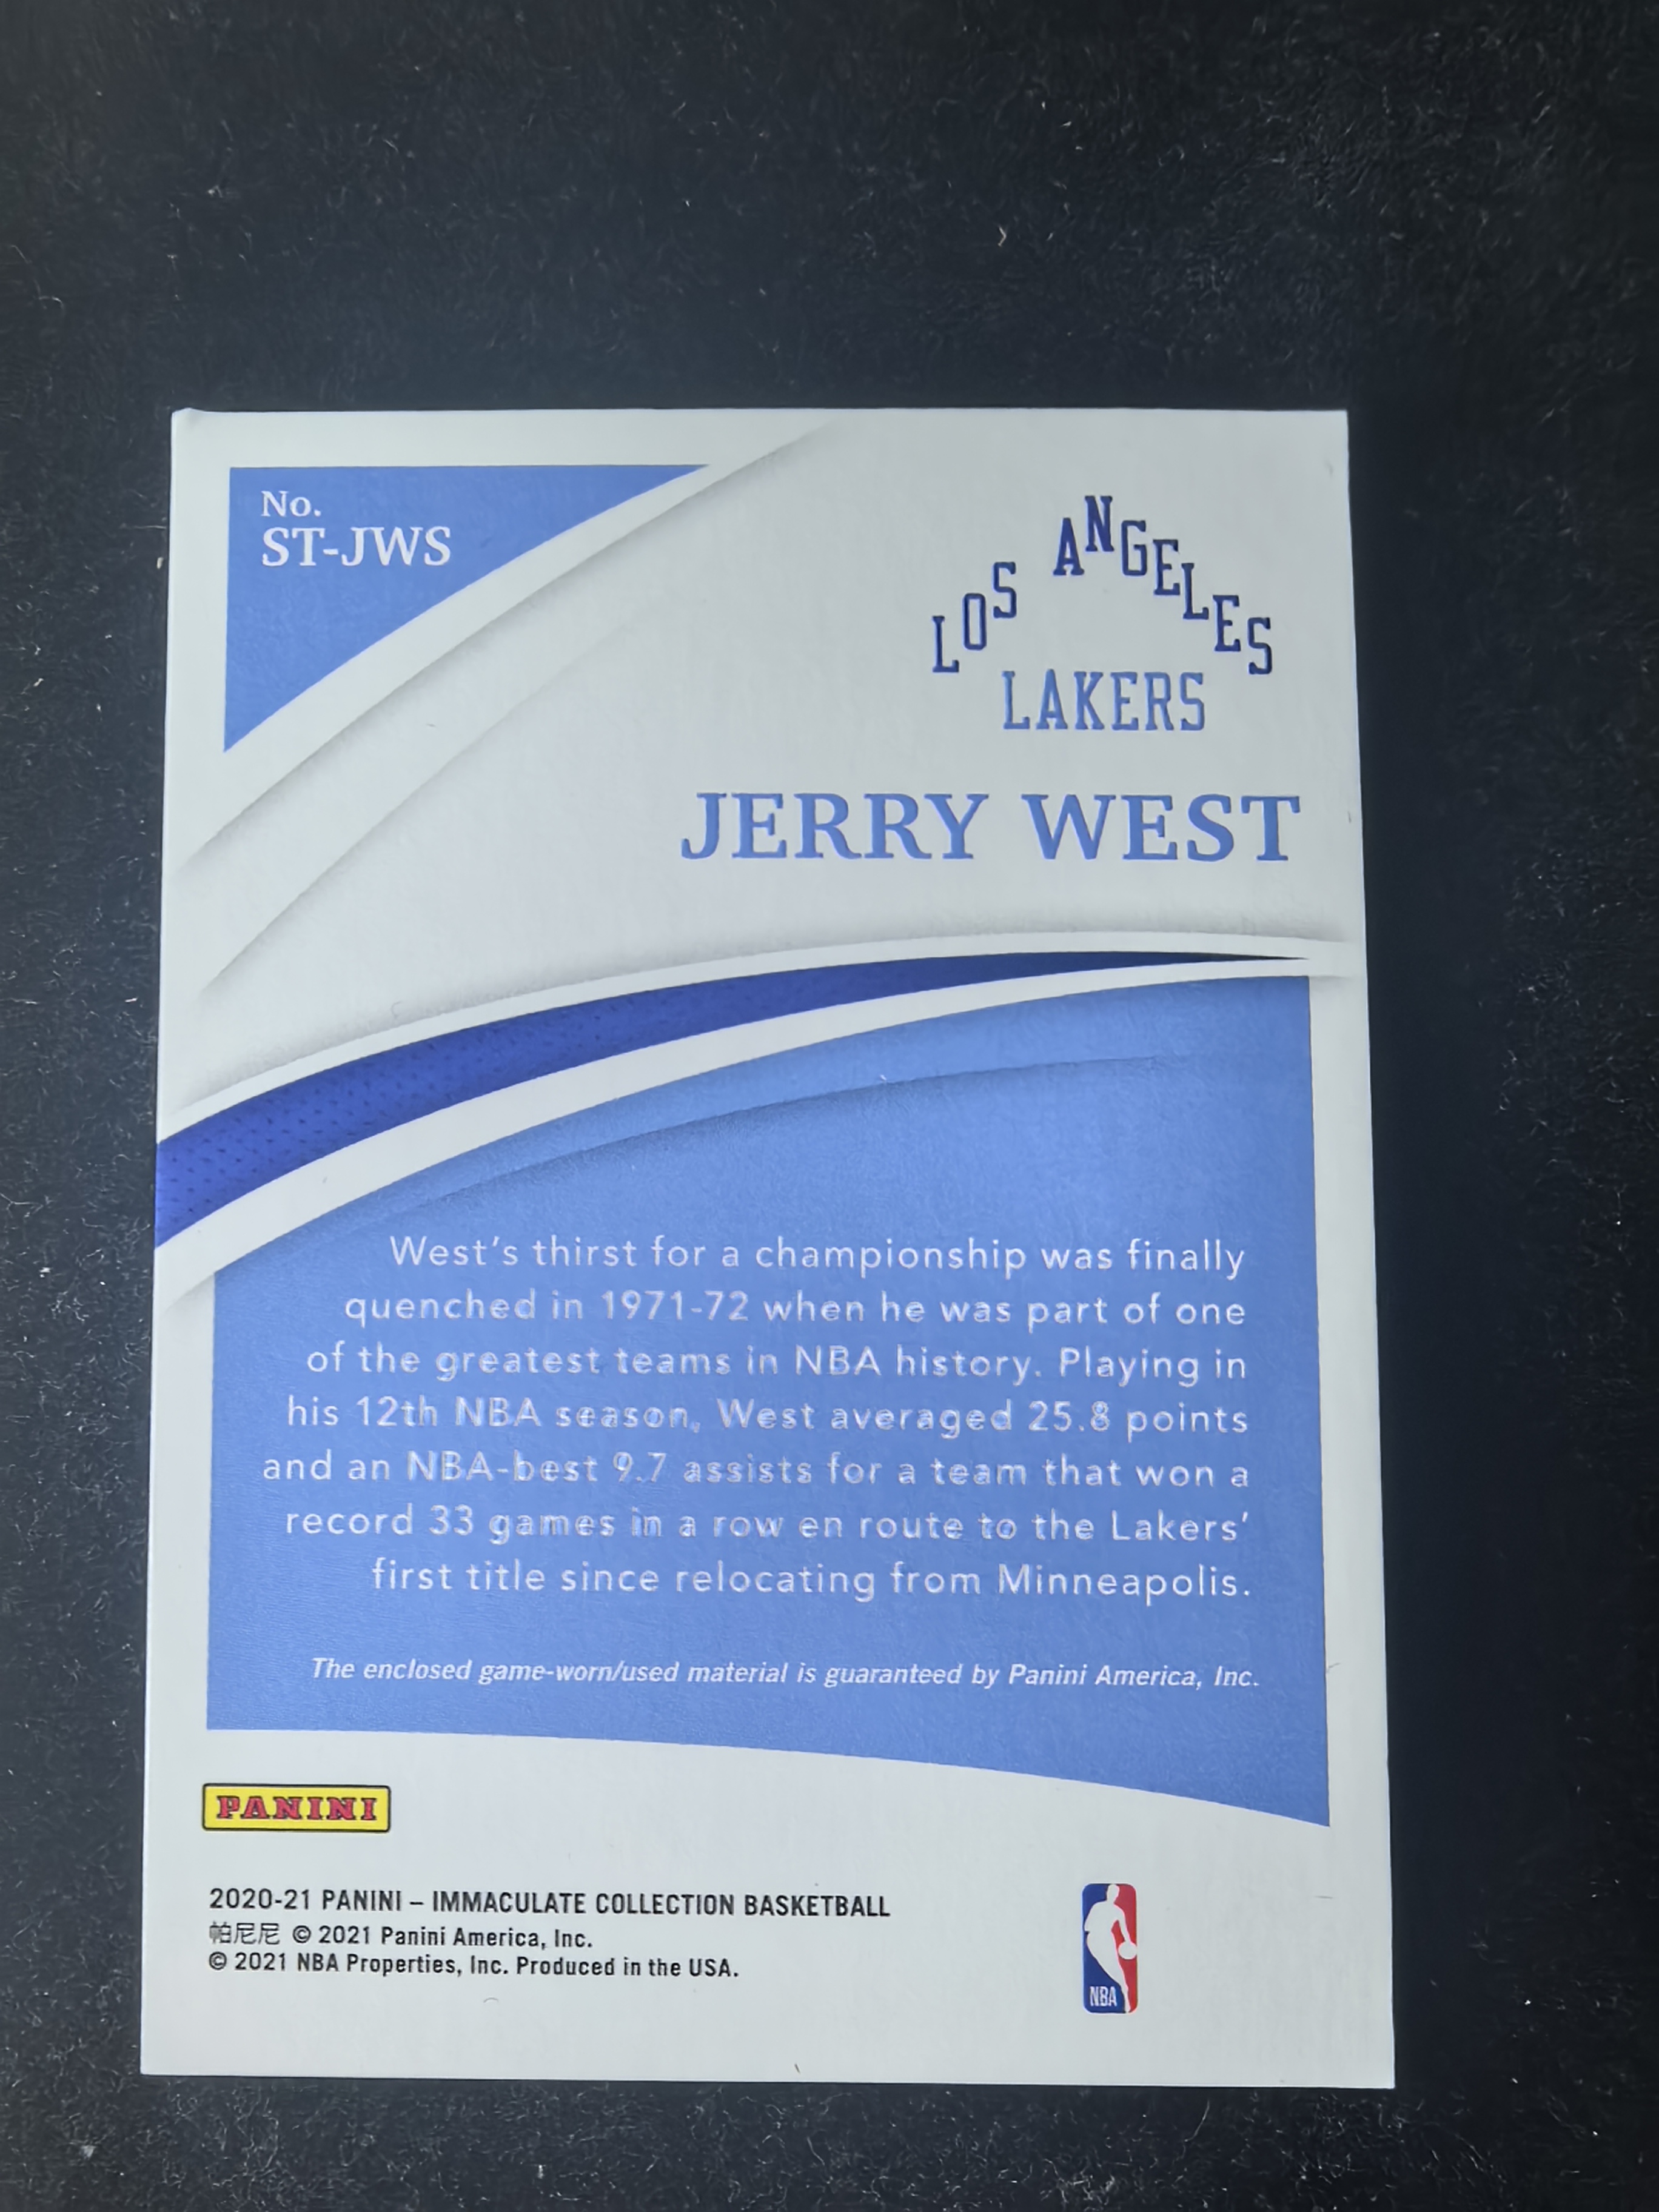 No.
ST-JWS
LOS ANGELES
LAKERS
JERRY WEST
West's thirst for a championship was finally
quenched in 1971-72 when he was part of one
of the greatest teams in NBA history. Playing in
his 12th NBA season, West averaged 25.8 points
and an NBA-best 9.7 assists for a team that won a
record 33 games in a row en route to the Lakers'
first title since relocating from Minneapolis.
The enclosed game-worn/used material is guaranteed by Panini America, Inc.
PANINI
2020-21 PANINI – IMMACULATE COLLECTION BASKETBALL
帕尼尼 © 2021 Panini America, Inc.
© 2021 NBA Properties, Inc. Produced in the USA.
NBA